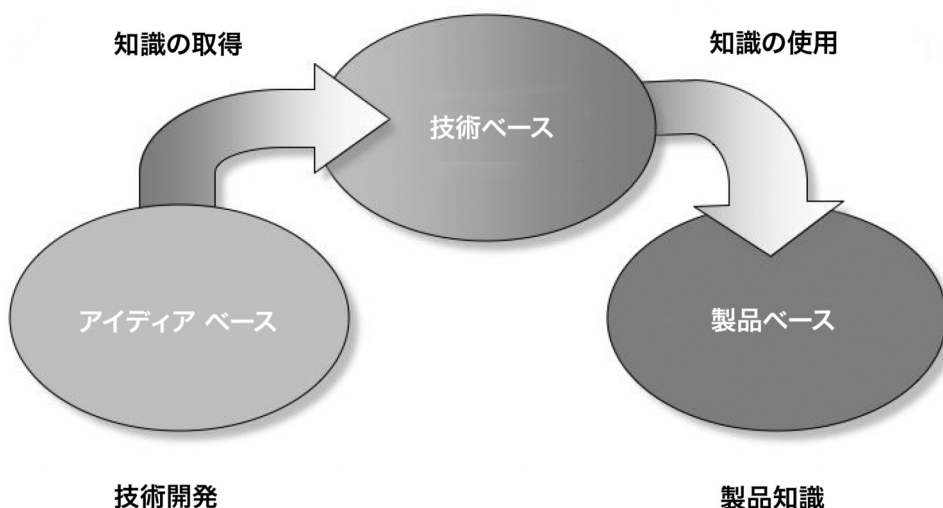 知識の取得
知識の使用
技術ベース
アイディア ベース
製品ベース
技術開発
製品知識